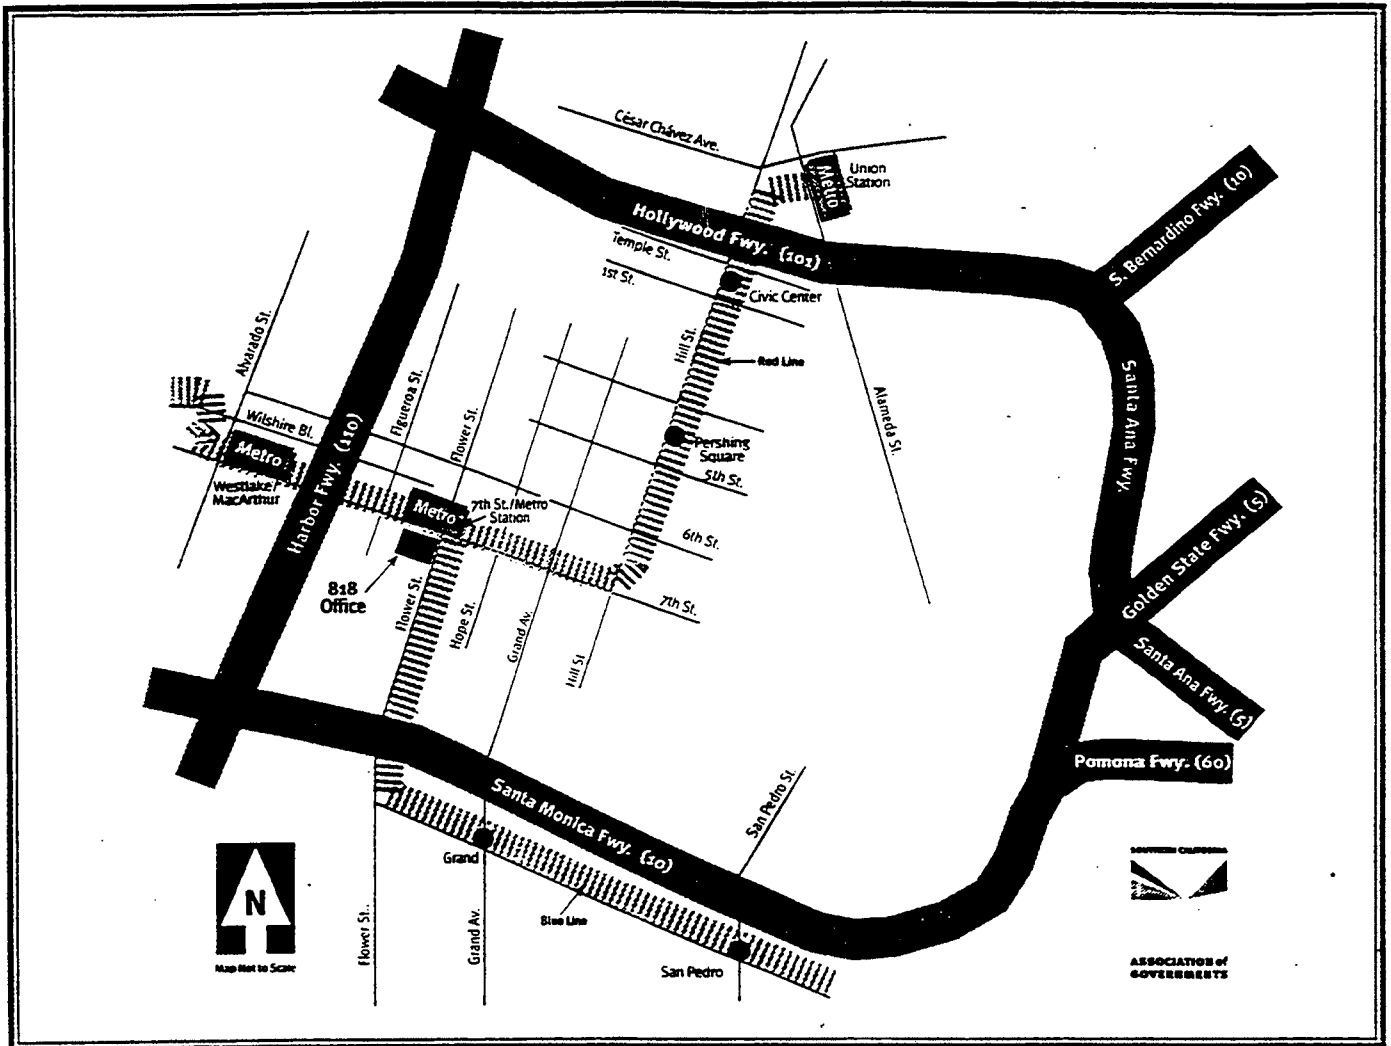 César Chávez Ave.
Union
Station
Metro
Hollywood Fwy. (101)
S. Bernardino Fwy. (10)
Temple St.
1st St.
Civic Center
Hill St.
Red Line
Alvarado St.
Figueroa St.
Flower St.
Alameda St.
Santa Ana Fwy.
Wilshire Bl.
Metro
Westlake/
MacArthur
Harbor Fwy. (110)
Pershing
Square
5th St.
Metro
7th St./Metro
Station
6th St.
7th St.
818
Office
Flower St.
Hope St.
Grand Av.
Hill St
Golden State Fwy. (5)
Santa Ana Fwy. (5)
Pomona Fwy. (60)
Santa Monica Fwy. (10)
San Pedro St.
Grand
Blue Line
Flower St.
Grand Av.
San Pedro
N
Map Not to Scale
SOUTHERN CALIFORNIA
ASSOCIATION of
GOVERNMENTS